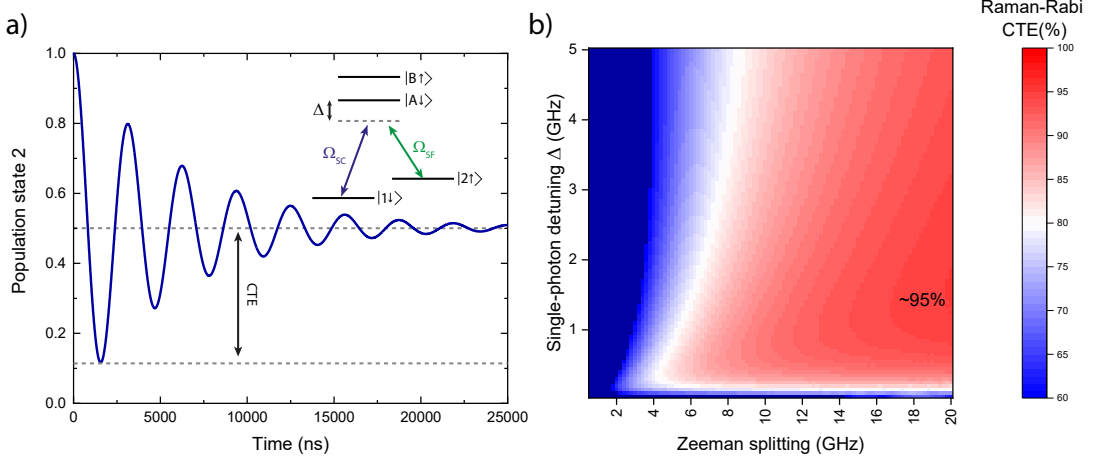 a)
1.0
0.8
0.6
0.4
0.2
0.0
Population state 2
0
5000
10000
15000
20000
25000
Time (ns)
CTE
|B↑⟩
|A↓⟩
Δ
Ω_SC
Ω_SF
|2↑⟩
|1↓⟩
b)
5
4
3
2
1
Single-photon detuning Δ (GHz)
2
4
6
8
10
12
14
16
18
20
Zeeman splitting (GHz)
~95%
Raman-Rabi
CTE(%)
100
95
90
85
80
75
70
65
60